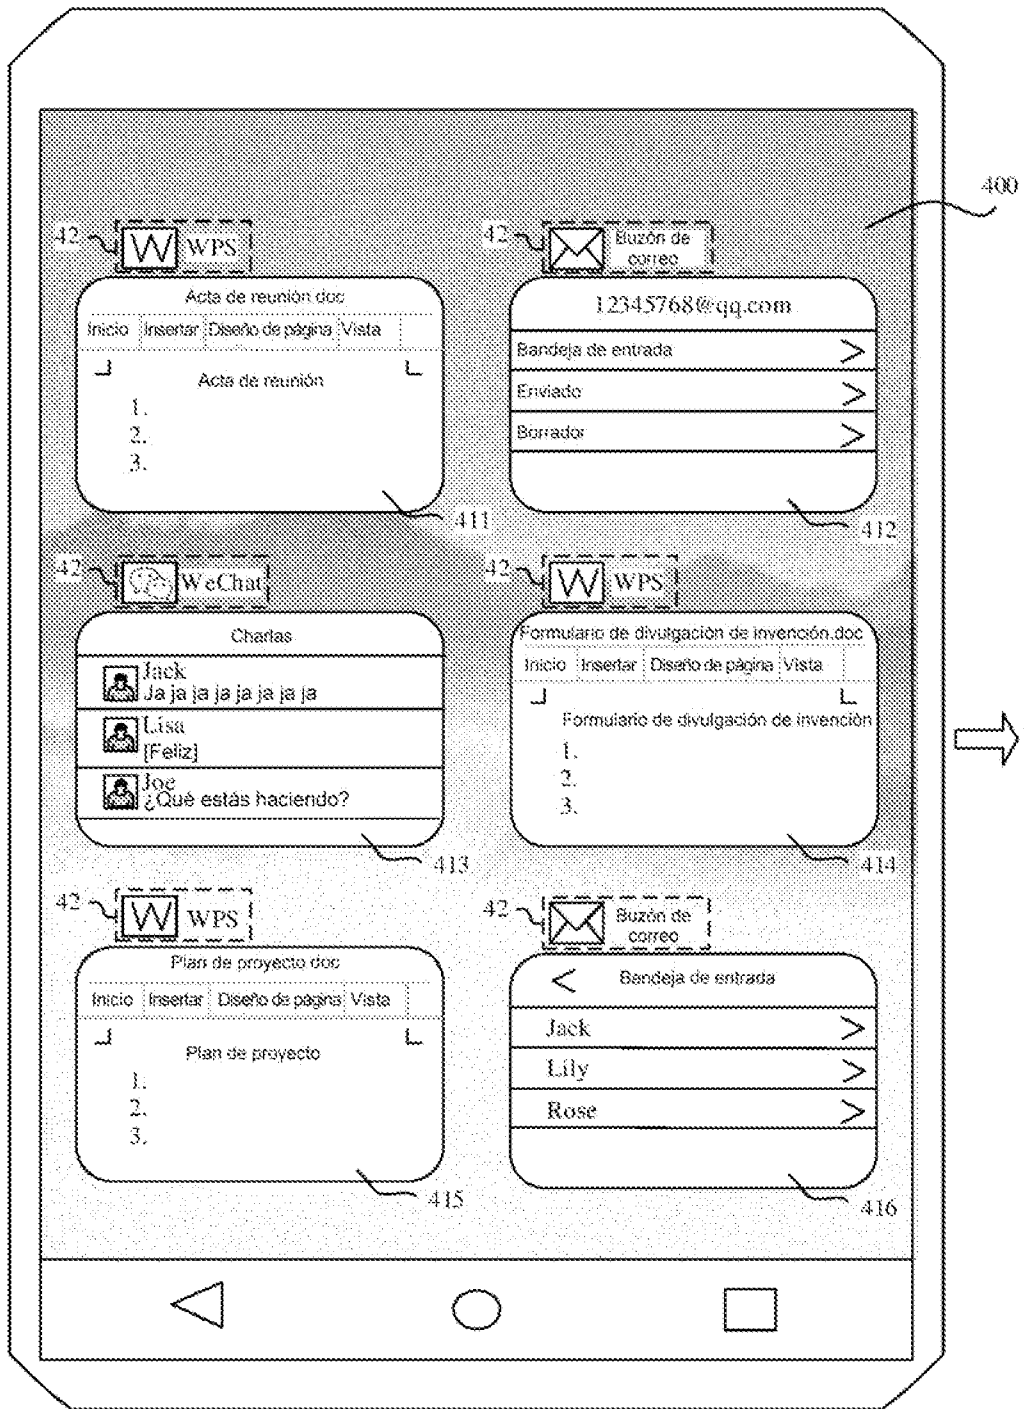 400
42 WPS
Acta de reunión.doc
Inicio Insertar Diseño de página Vista
Acta de reunión
1.
2.
3.
411
42 Buzón de
correo
12345768@qq.com
Bandeja de entrada >
Enviado >
Borrador >
412
42 WeChat
Charlas
Jack
Ja ja ja ja ja ja ja ja
Lisa
[Feliz]
Joe
¿Qué estás haciendo?
413
42 WPS
Formulario de divulgación de invención.doc
Inicio Insertar Diseño de página Vista
Formulario de divulgación de invención
1.
2.
3.
414
42 WPS
Plan de proyecto.doc
Inicio Insertar Diseño de página Vista
Plan de proyecto
1.
2.
3.
415
42 Buzón de
correo
< Bandeja de entrada
Jack >
Lily >
Rose >
416